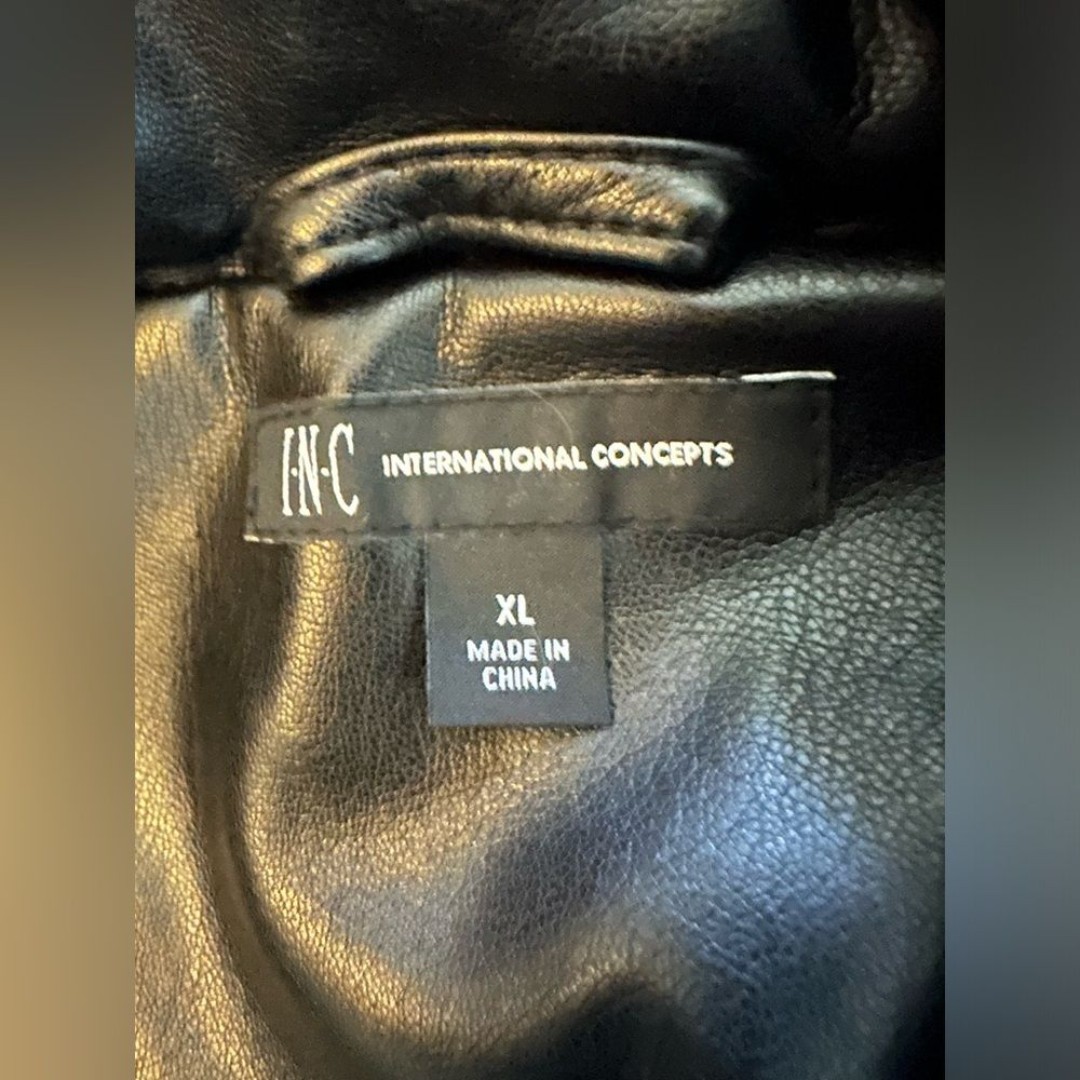 I·N·C INTERNATIONAL CONCEPTS
XL
MADE IN
CHINA